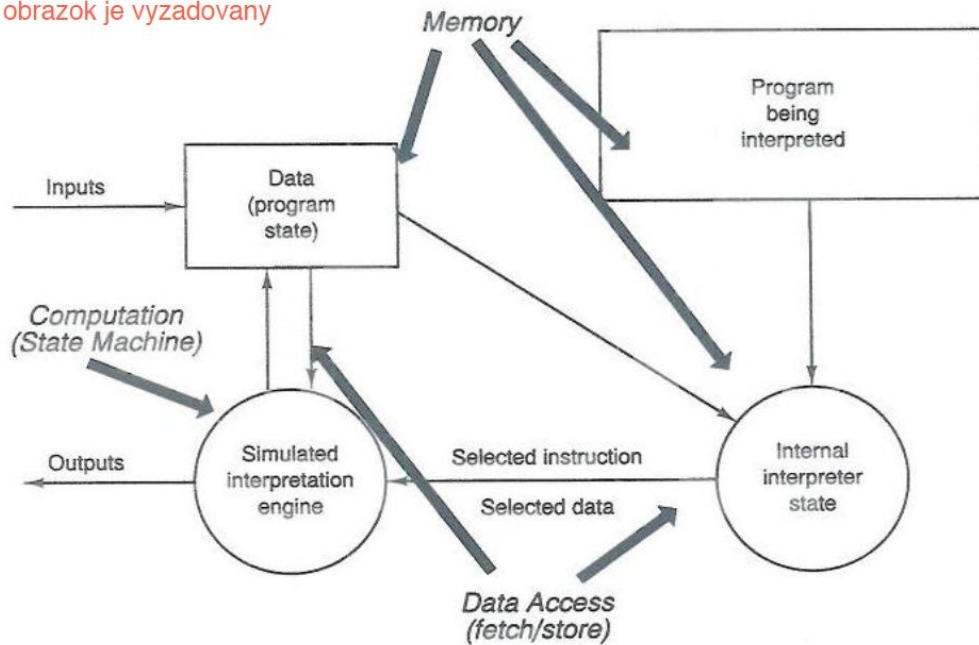 obrazok je vyzadovany
Memory
Program
being
interpreted
Data
(program
state)
Inputs
Computation
(State Machine)
Simulated
interpretation
engine
Outputs
Selected instruction
Selected data
Internal
interpreter
state
Data Access
(fetch/store)